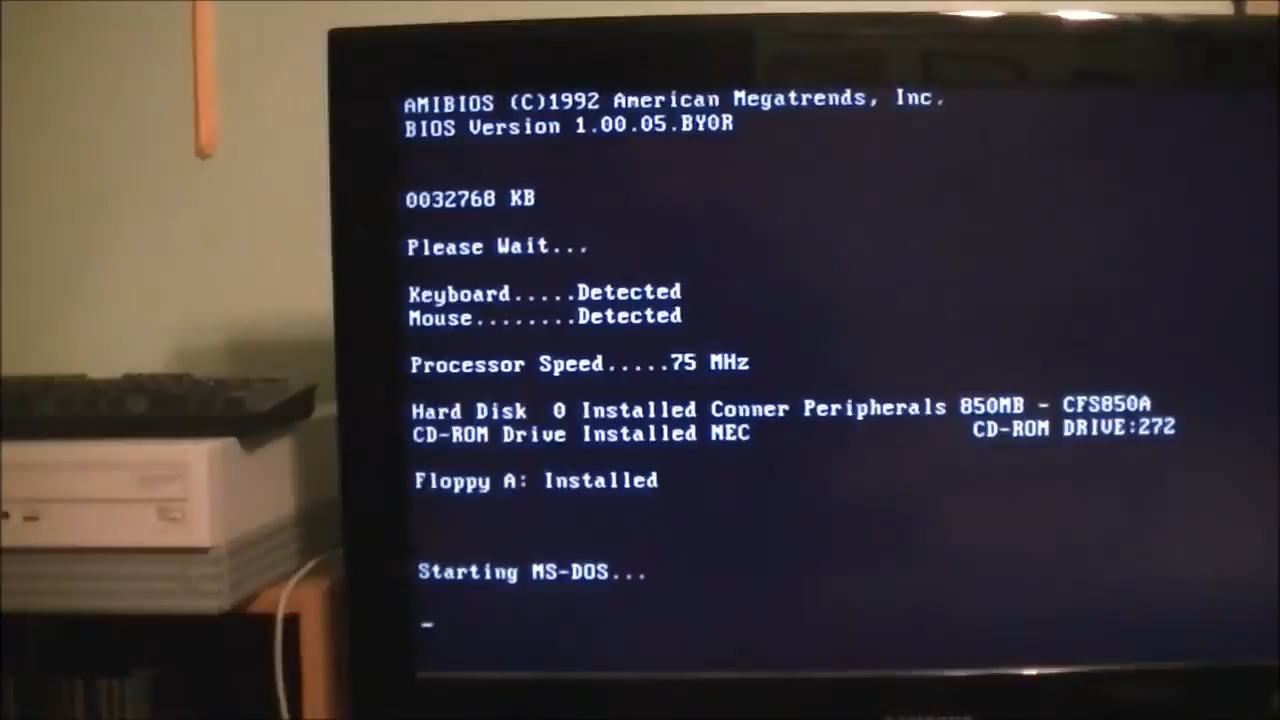 AMIBIOS (C)1992 American Megatrends, Inc.
BIOS Version 1.00.05.BY0R
0032768 KB
Please Wait...
Keyboard.....Detected
Mouse........Detected
Processor Speed.....75 MHz
Hard Disk 0 Installed Conner Peripherals 850MB - CFS850A
CD-ROM Drive Installed NEC CD-ROM DRIVE:272
Floppy A: Installed
Starting MS-DOS...
-